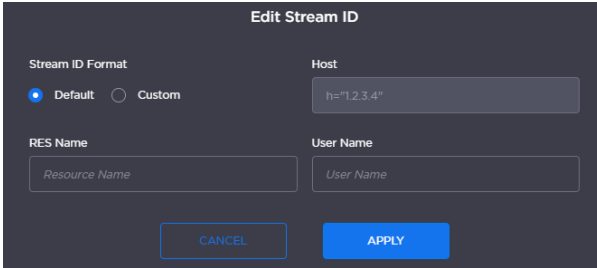 Edit Stream ID
Stream ID Format
Host
Default
Custom
h="1.2.3.4"
RES Name
User Name
Resource Name
User Name
CANCEL
APPLY